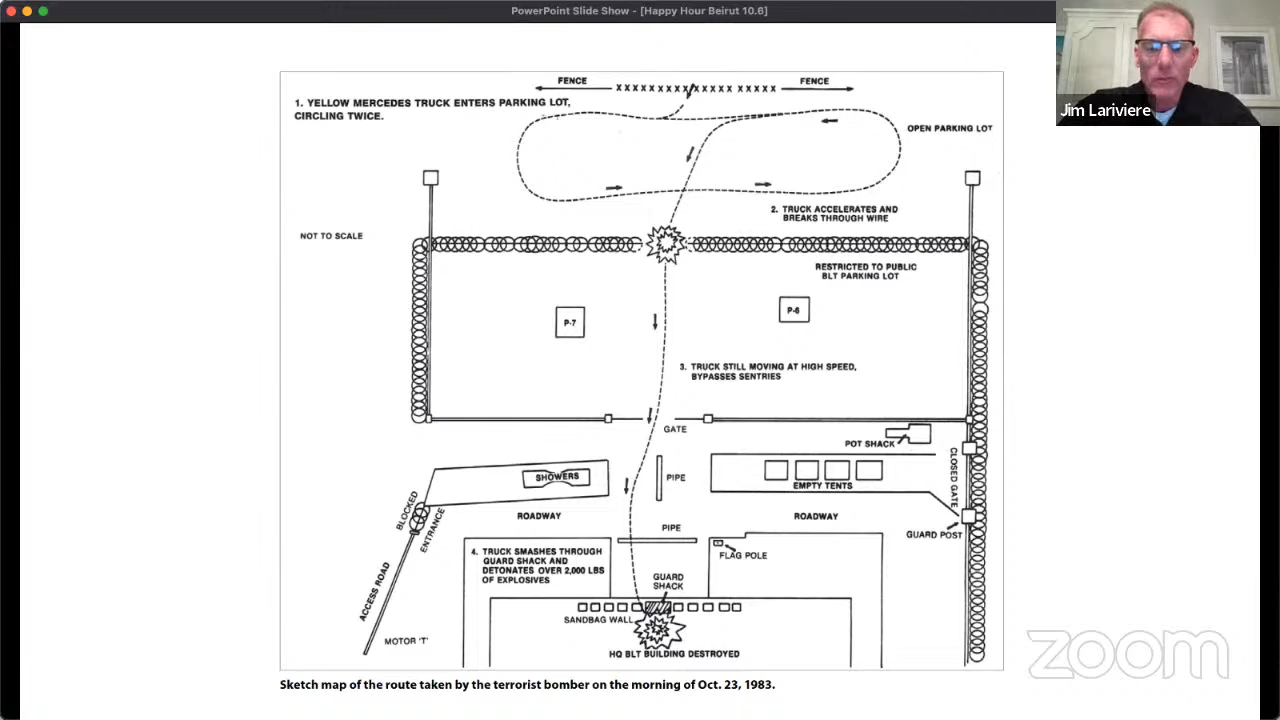 PowerPoint Slide Show - [Happy Hour Beirut 10.6]
Jim Lariviere
FENCE
XXXXXXXXXXXXXXXXXX
FENCE
1. YELLOW MERCEDES TRUCK ENTERS PARKING LOT,
CIRCLING TWICE.
OPEN PARKING LOT
2. TRUCK ACCELERATES AND
BREAKS THROUGH WIRE
NOT TO SCALE
RESTRICTED TO PUBLIC
BLT PARKING LOT
P-7
P-6
3. TRUCK STILL MOVING AT HIGH SPEED,
BYPASSES SENTRIES
GATE
POT SHACK
CLOSED GATE
SHOWERS
PIPE
EMPTY TENTS
BLOCKED
ENTRANCE
ROADWAY
ROADWAY
PIPE
GUARD POST
FLAG POLE
4. TRUCK SMASHES THROUGH
GUARD SHACK AND
DETONATES OVER 2,000 LBS
OF EXPLOSIVES
GUARD
SHACK
ACCESS ROAD
SANDBAG WALL
MOTOR 'T'
HQ BLT BUILDING DESTROYED
zoom
Sketch map of the route taken by the terrorist bomber on the morning of Oct. 23, 1983.